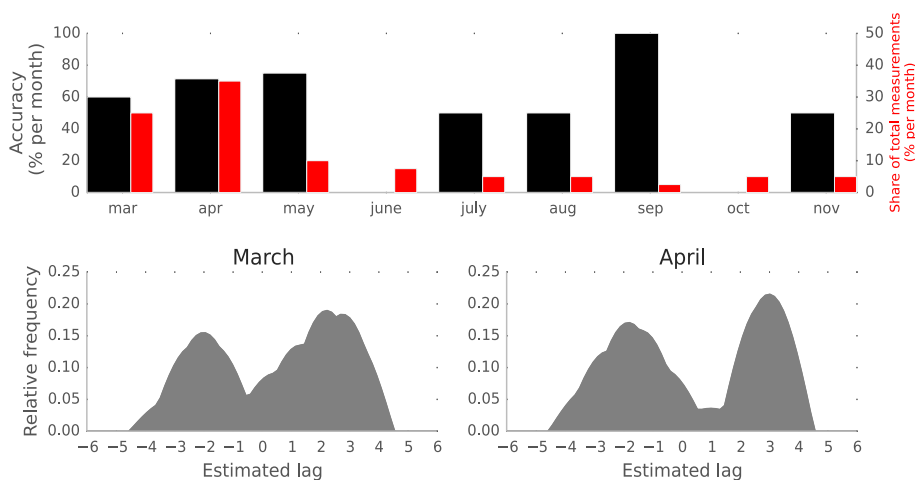 100
80
60
40
20
0
Accuracy
(% per month)
50
40
30
20
10
0
Share of total measurements
(% per month)
mar apr may june july aug sep oct nov
March
0.25
0.20
0.15
0.10
0.05
0.00
Relative frequency
−6 −5 −4 −3 −2 −1 0 1 2 3 4 5 6
Estimated lag
April
0.25
0.20
0.15
0.10
0.05
0.00
−6 −5 −4 −3 −2 −1 0 1 2 3 4 5 6
Estimated lag